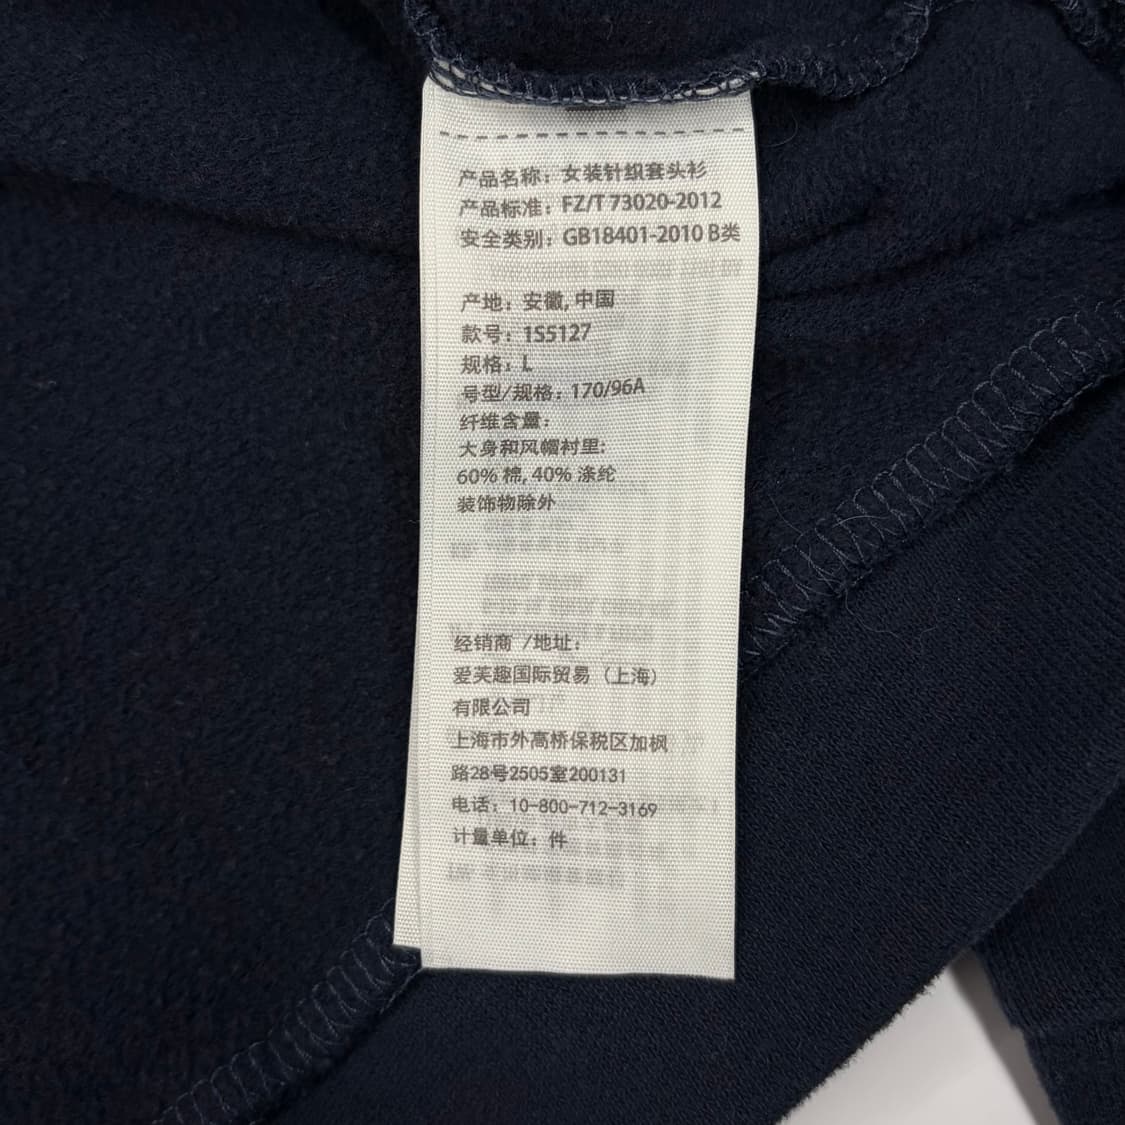 产品名称：女装针织套头衫
产品标准：FZ/T 73020-2012
安全类别：GB18401-2010 B类
产地：安徽, 中国
款号：1S5127
规格：L
号型/规格：170/96A
纤维含量：
大身和风帽衬里:
60% 棉, 40% 涤纶
装饰物除外
经销商 /地址：
爱芙趣国际贸易（上海）
有限公司
上海市外高桥保税区加枫
路28号2505室200131
电话：10-800-712-3169
计量单位：件